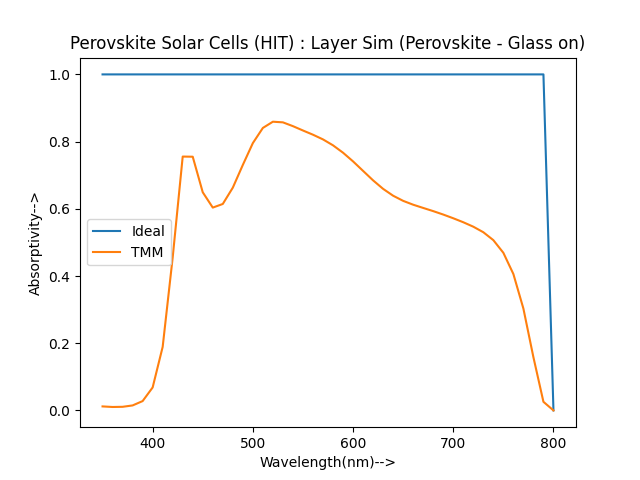 Perovskite Solar Cells (HIT) : Layer Sim (Perovskite - Glass on)
1.0
0.8
0.6
0.4
0.2
0.0
Absorptivity-->
Ideal
TMM
400
500
600
700
800
Wavelength(nm)-->